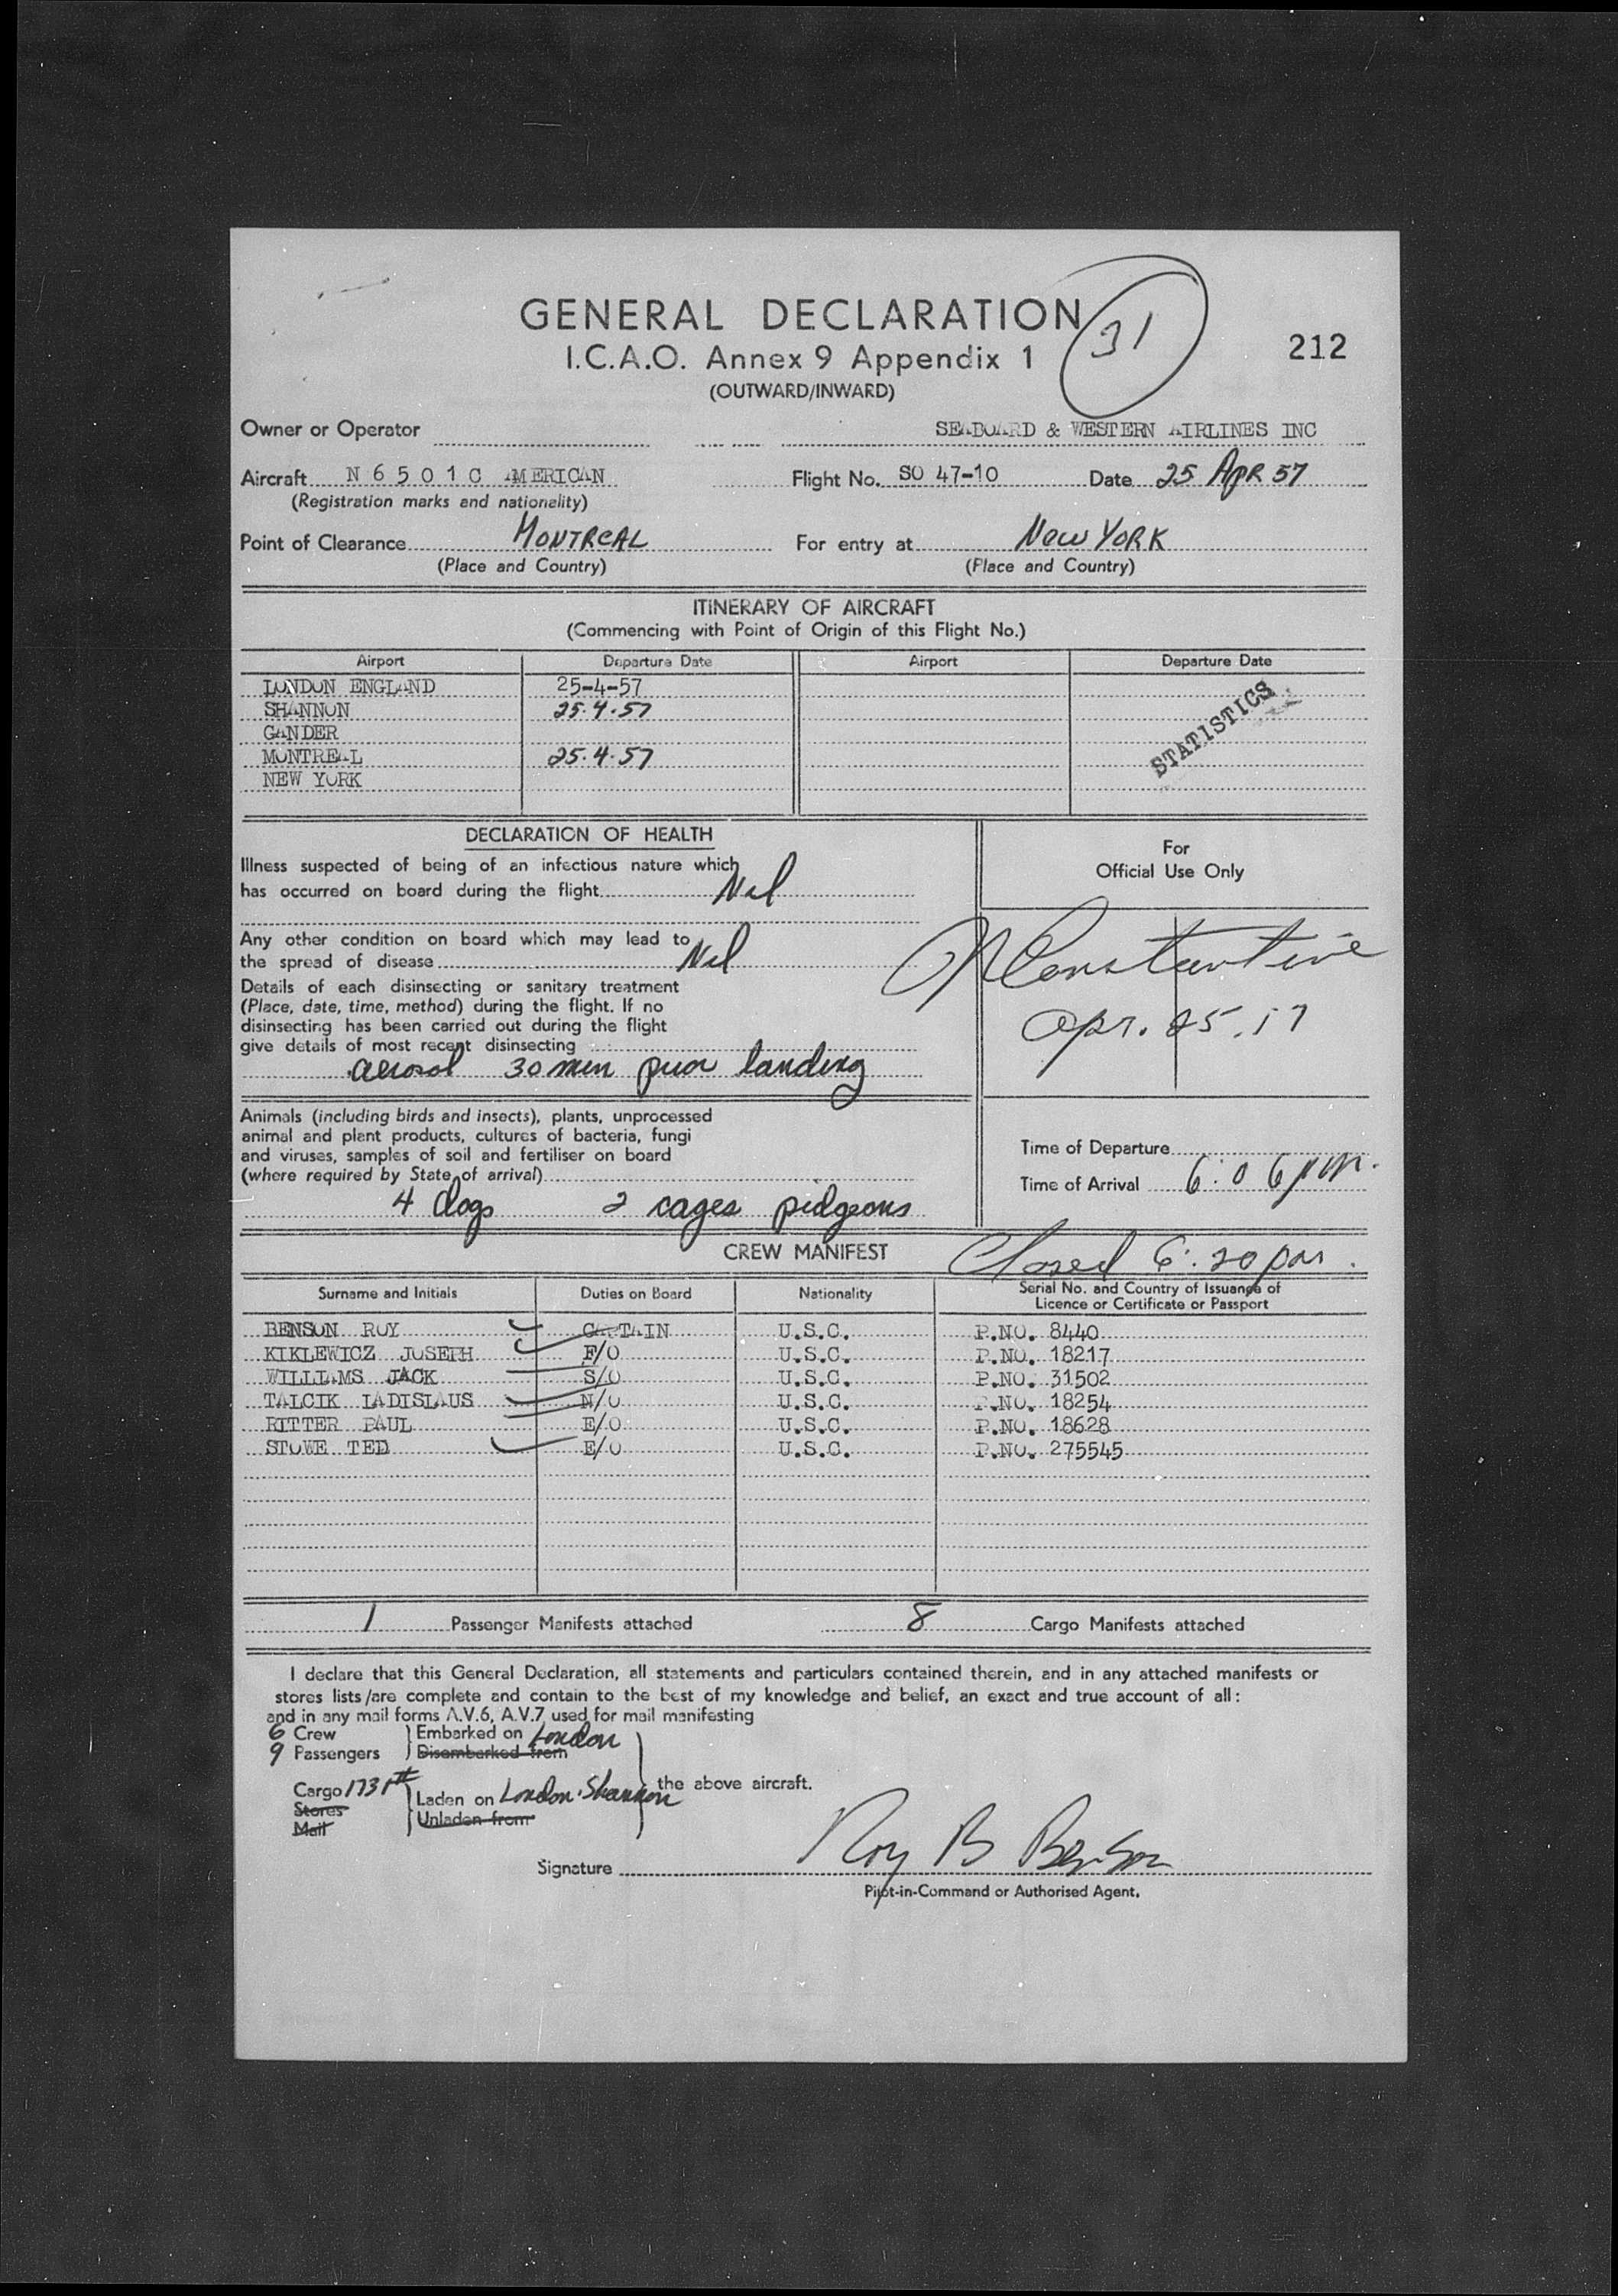 GENERAL DECLARATION
31
I.C.A.O. Annex 9 Appendix 1
212
(OUTWARD/INWARD)
Owner or Operator SEABOARD & WESTERN AIRLINES INC
Aircraft N 6 5 0 1 C AMERICAN Flight No. SO 47-10 Date 25 APR 57
(Registration marks and nationality)
Point of Clearance MONTREAL For entry at NEW YORK
(Place and Country) (Place and Country)
ITINERARY OF AIRCRAFT
(Commencing with Point of Origin of this Flight No.)
Airport Departure Date Airport Departure Date
LONDON ENGLAND 25-4-57
SHANNON 25.4.57
GANDER
MONTREAL 25.4.57
NEW YORK
STATISTICS
DECLARATION OF HEALTH
Illness suspected of being of an infectious nature which
has occurred on board during the flight Nil
Any other condition on board which may lead to
the spread of disease Nil
Details of each disinsecting or sanitary treatment
(Place, date, time, method) during the flight. If no
disinsecting has been carried out during the flight
give details of most recent disinsecting
aerosol 30 min prior landing
For
Official Use Only
Constantine
Apr. 25. 57
Animals (including birds and insects), plants, unprocessed
animal and plant products, cultures of bacteria, fungi
and viruses, samples of soil and fertiliser on board
(where required by State of arrival)
4 dogs 2 cages pidgeons
Time of Departure
Time of Arrival 6:06 pm.
CREW MANIFEST
Closed 6:20 pm.
Surname and Initials Duties on Board Nationality Serial No. and Country of Issuance of
Licence or Certificate or Passport
BENSON ROY CAPTAIN U.S.C. P.NO. 8440
KIKLEWICZ JOSEPH F/O U.S.C. P.NO. 18217
WILLIAMS JACK S/O U.S.C. P.NO. 31502
TALCIK LADISLAUS N/O U.S.C. P.NO. 18254
RITTER PAUL E/O U.S.C. P.NO. 18628
STOWE TED E/O U.S.C. P.NO. 275545
1 Passenger Manifests attached 8 Cargo Manifests attached
I declare that this General Declaration, all statements and particulars contained therein, and in any attached manifests or
stores lists /are complete and contain to the best of my knowledge and belief, an exact and true account of all:
and in any mail forms A.V.6, A.V.7 used for mail manifesting
6 Crew Embarked on London
9 Passengers Disembarked from
the above aircraft.
Cargo 1731# Laden on London. Shannon
Stores
Mail Unladen from
Signature Roy B Benson
Pilot-in-Command or Authorised Agent.